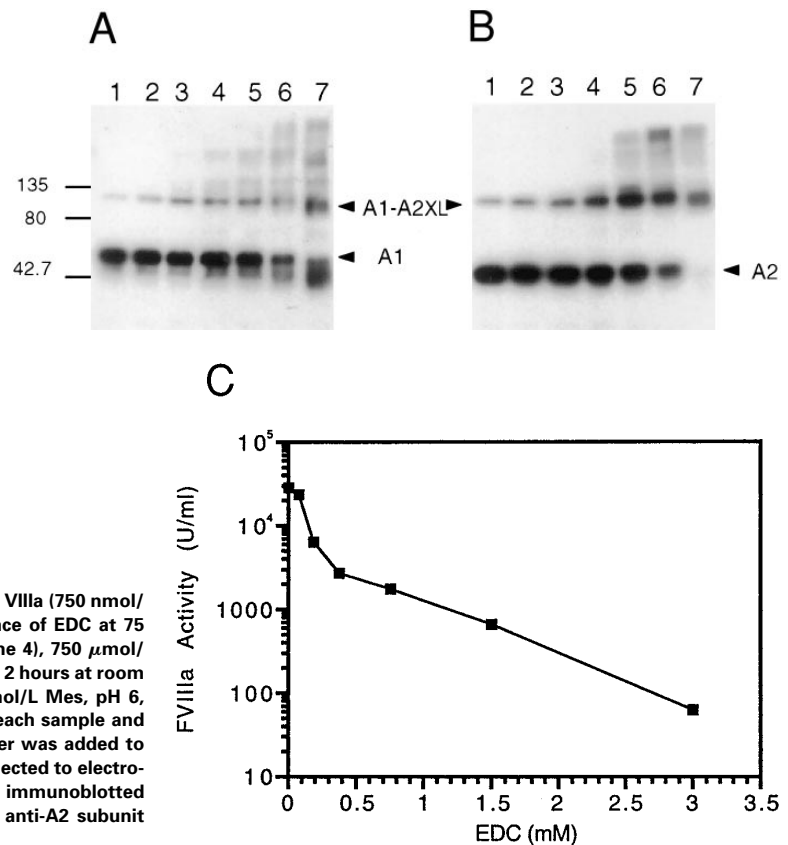 A
B
1 2 3 4 5 6 7
1 2 3 4 5 6 7
135
80
42.7
A1-A2XL
A1
A2
C
10⁵
10⁴
1000
100
10
FVIIIa Activity (U/ml)
0 0.5 1 1.5 2 2.5 3 3.5
EDC (mM)
VIIIa (750 nmol/
nce of EDC at 75
ne 4), 750 μmol/
2 hours at room
nol/L Mes, pH 6,
each sample and
er was added to
ected to electro-
immunoblotted
anti-A2 subunit